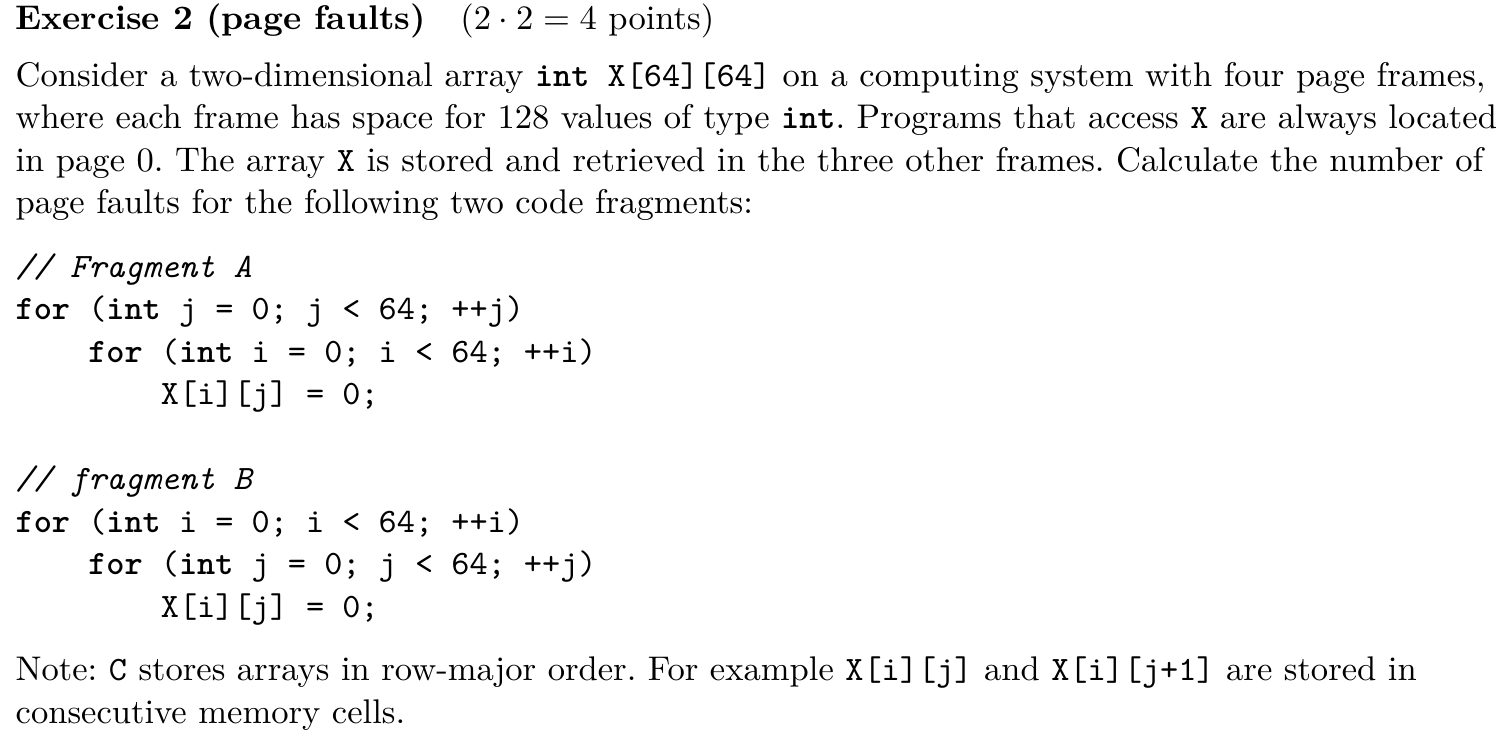 Exercise 2 (page faults) (2 · 2 = 4 points)
Consider a two-dimensional array int X[64][64] on a computing system with four page frames,
where each frame has space for 128 values of type int. Programs that access X are always located
in page 0. The array X is stored and retrieved in the three other frames. Calculate the number of
page faults for the following two code fragments:
// Fragment A
for (int j = 0; j < 64; ++j)
    for (int i = 0; i < 64; ++i)
        X[i][j] = 0;
// fragment B
for (int i = 0; i < 64; ++i)
    for (int j = 0; j < 64; ++j)
        X[i][j] = 0;
Note: C stores arrays in row-major order. For example X[i][j] and X[i][j+1] are stored in
consecutive memory cells.